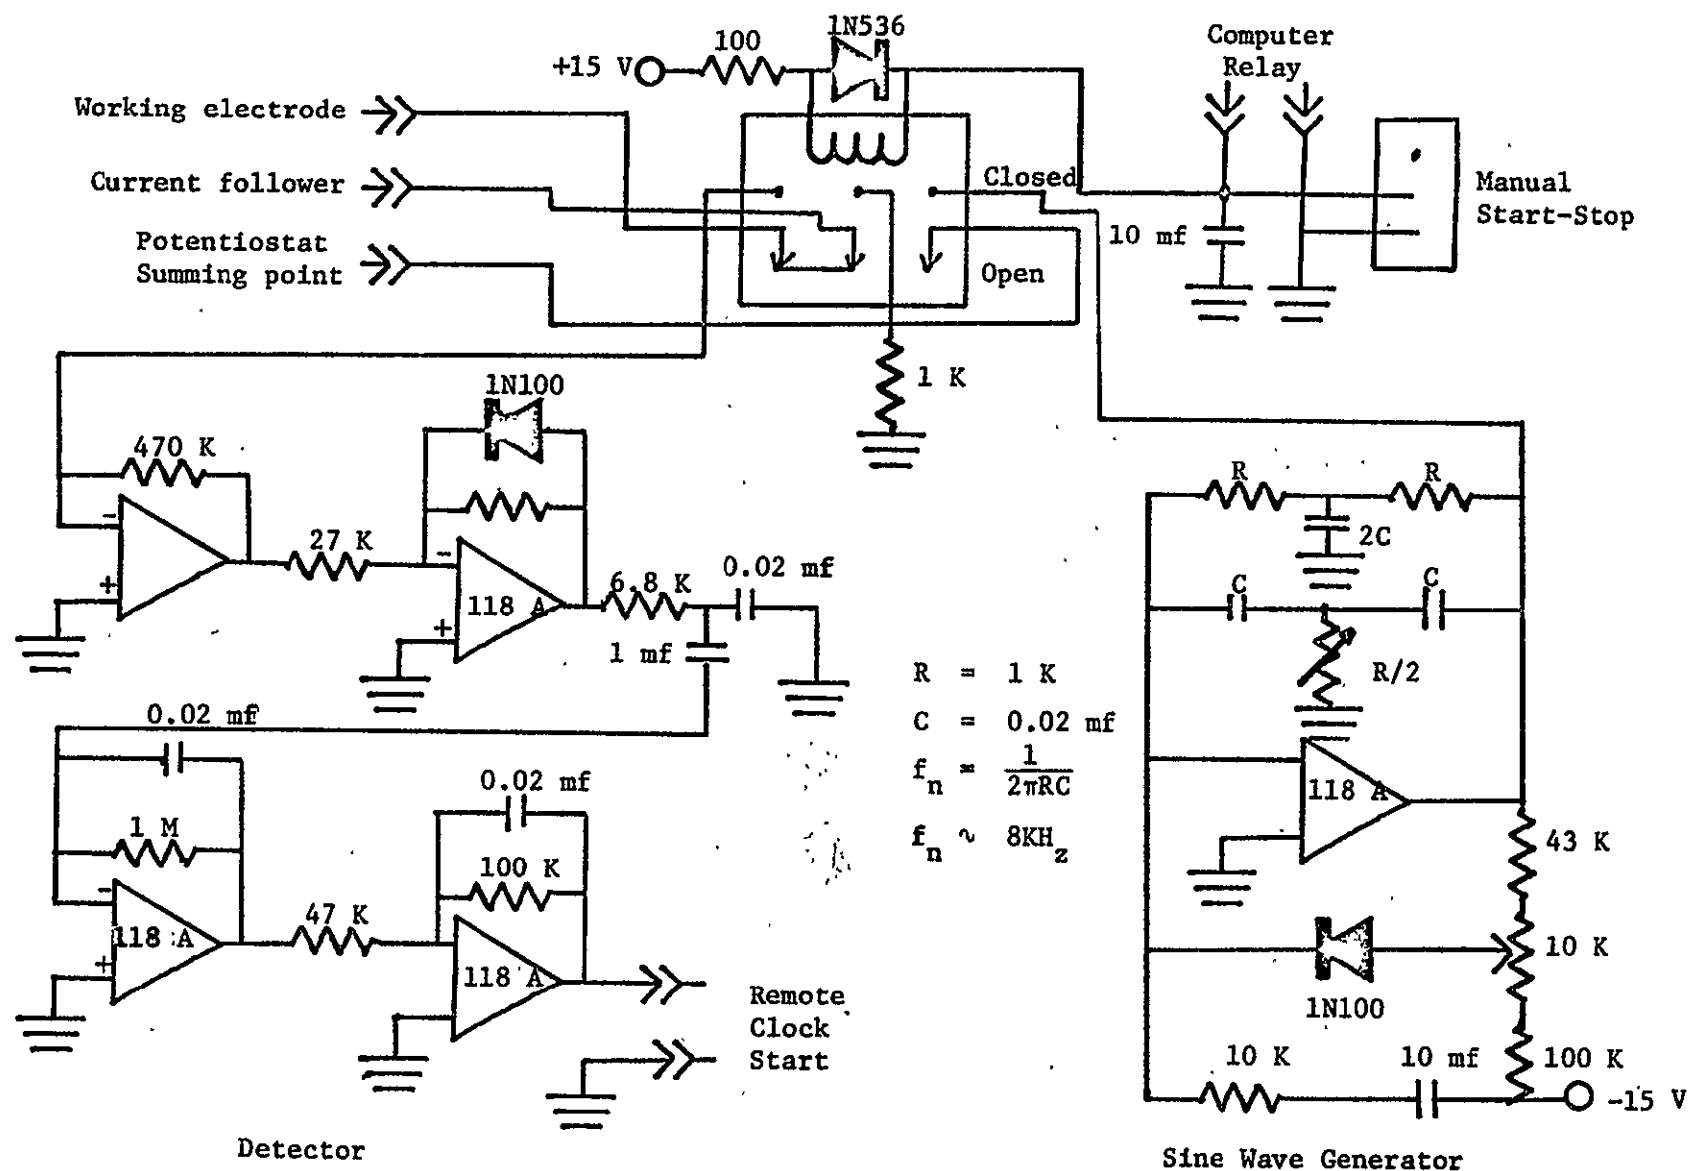 1N536
100
+15 V
Computer
Relay
Working electrode
Current follower
Closed
Manual
Start-Stop
Potentiostat
Summing point
10 mf
Open
1 K
1N100
470 K
-
+
27 K
-
+
118 A
6.8 K
0.02 mf
1 mf
R
R
2C
C
C
R/2
R = 1 K
C = 0.02 mf
f_n = 1/2πRC
f_n ~ 8KH_z
0.02 mf
1 M
-
+
118 A
47 K
0.02 mf
100 K
118 A
118 A
43 K
10 K
1N100
Remote
Clock
Start
10 K
10 mf
100 K
-15 V
Detector
Sine Wave Generator